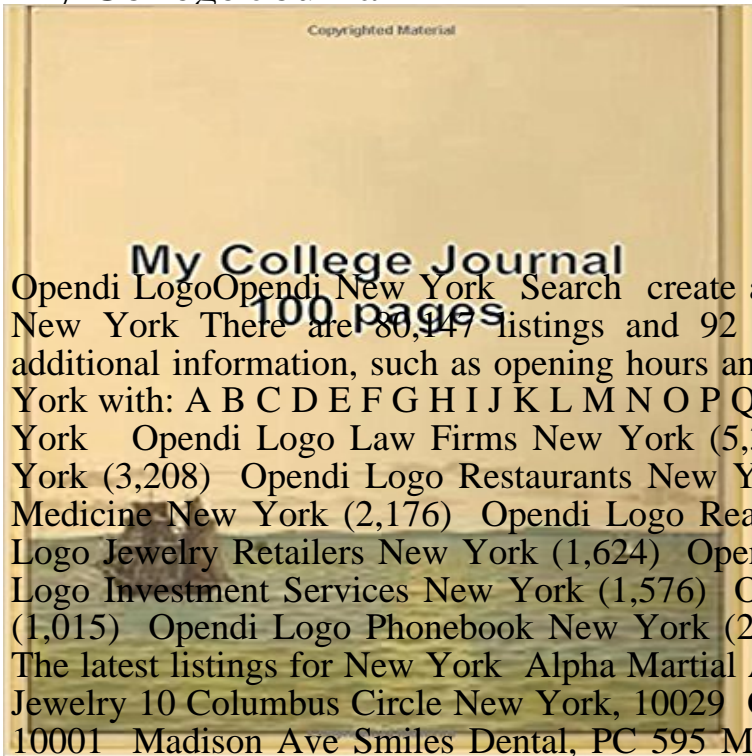 Copyrighted Material
My College Journal
100 pages
Opendi LogoOpendi New York Search create a
New York There are 80,147 listings and 92
additional information, such as opening hours an
York with: A B C D E F G H I J K L M N O P Q
York Opendi Logo Law Firms New York (5,
York (3,208) Opendi Logo Restaurants New Y
Medicine New York (2,176) Opendi Logo Rea
Logo Jewelry Retailers New York (1,624) Oper
Logo Investment Services New York (1,576) O
(1,015) Opendi Logo Phonebook New York (2
The latest listings for New York Alpha Martial A
Jewelry 10 Columbus Circle New York, 10029
10001 Madison Ave Smiles Dental, PC 595 M